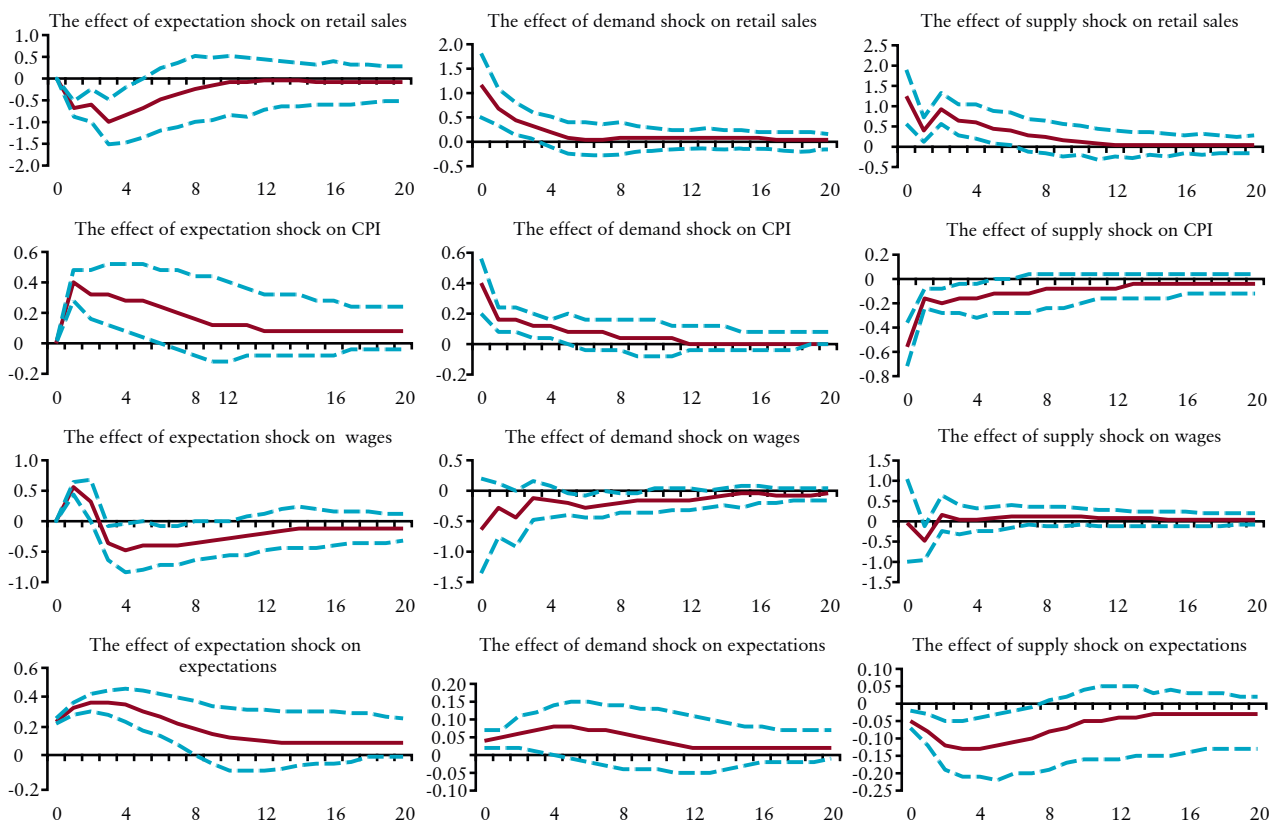 The effect of expectation shock on retail sales
1.0
0.5
0
-0.5
-1.0
-1.5
-2.0
0 4 8 12 16 20
The effect of demand shock on retail sales
2.0
1.5
1.0
0.5
0.0
-0.5
0 4 8 12 16 20
The effect of supply shock on retail sales
2.5
2.0
1.5
1.0
0.5
0
-0.5
0 4 8 12 16 20
The effect of expectation shock on CPI
0.6
0.4
0.2
0
-0.2
0 4 8 12 16 20
The effect of demand shock on CPI
0.6
0.4
0.2
0
-0.2
0 4 8 12 16 20
The effect of supply shock on CPI
0.2
0
-0.2
-0.4
-0.6
-0.8
0 4 8 12 16 20
The effect of expectation shock on wages
1.0
0.5
0
-0.5
-1.0
0 4 8 12 16 20
The effect of demand shock on wages
0.5
0
-0.5
-1.0
-1.5
0 4 8 12 16 20
The effect of supply shock on wages
1.5
1.0
0.5
0
-0.5
-1.0
-1.5
0 4 8 12 16 20
The effect of expectation shock on
expectations
0.6
0.4
0.2
0
-0.2
0 4 8 12 16 20
The effect of demand shock on expectations
0.20
0.15
0.10
0.05
0
-0.05
-0.10
0 4 8 12 16 20
The effect of supply shock on expectations
0.10
0.05
0
-0.05
-0.10
-0.15
-0.20
-0.25
0 4 8 12 16 20